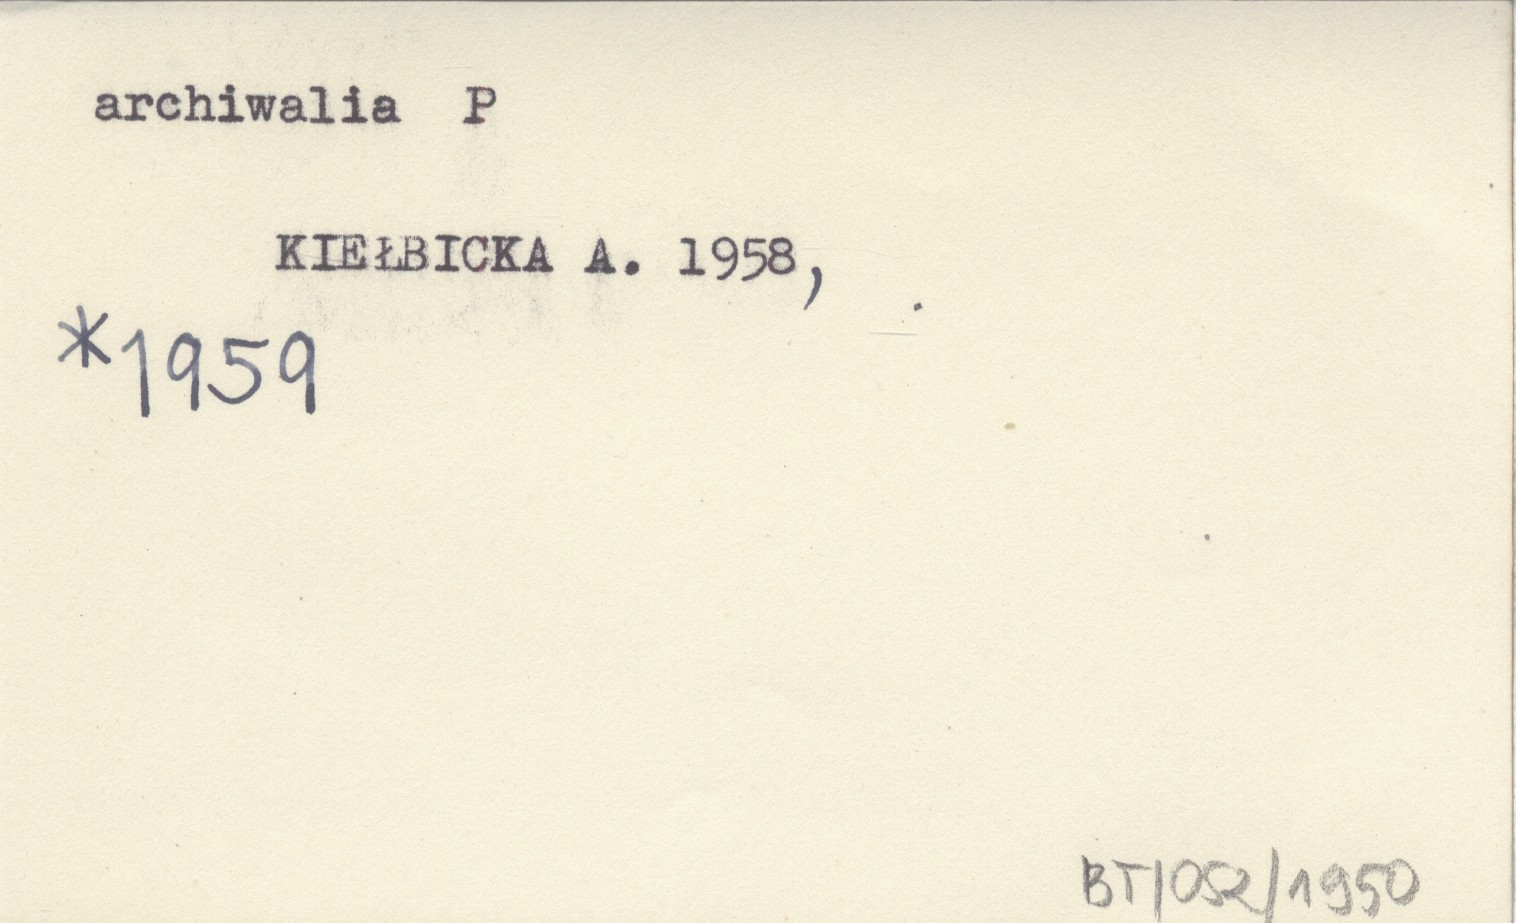 archiwalia P
KIEŁBICKA A. 1958,
*1959
BT/052/1950